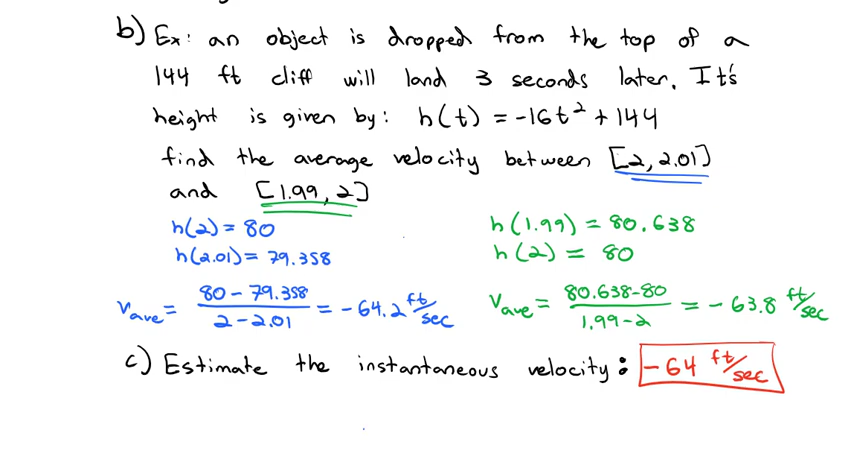 b) Ex: an object is dropped from the top of a
144 ft cliff will land 3 seconds later. It's
height is given by: h(t) = -16t² + 144
find the average velocity between [2, 2.01]
and [1.99, 2]
h(2) = 80
h(2.01) = 79.358
v_ave = (80 - 79.358)/(2 - 2.01) = -64.2 ft/sec
h(1.99) = 80.638
h(2) = 80
v_ave = (80.638-80)/(1.99-2) = -63.8 ft/sec
c) Estimate the instantaneous velocity: -64 ft/sec